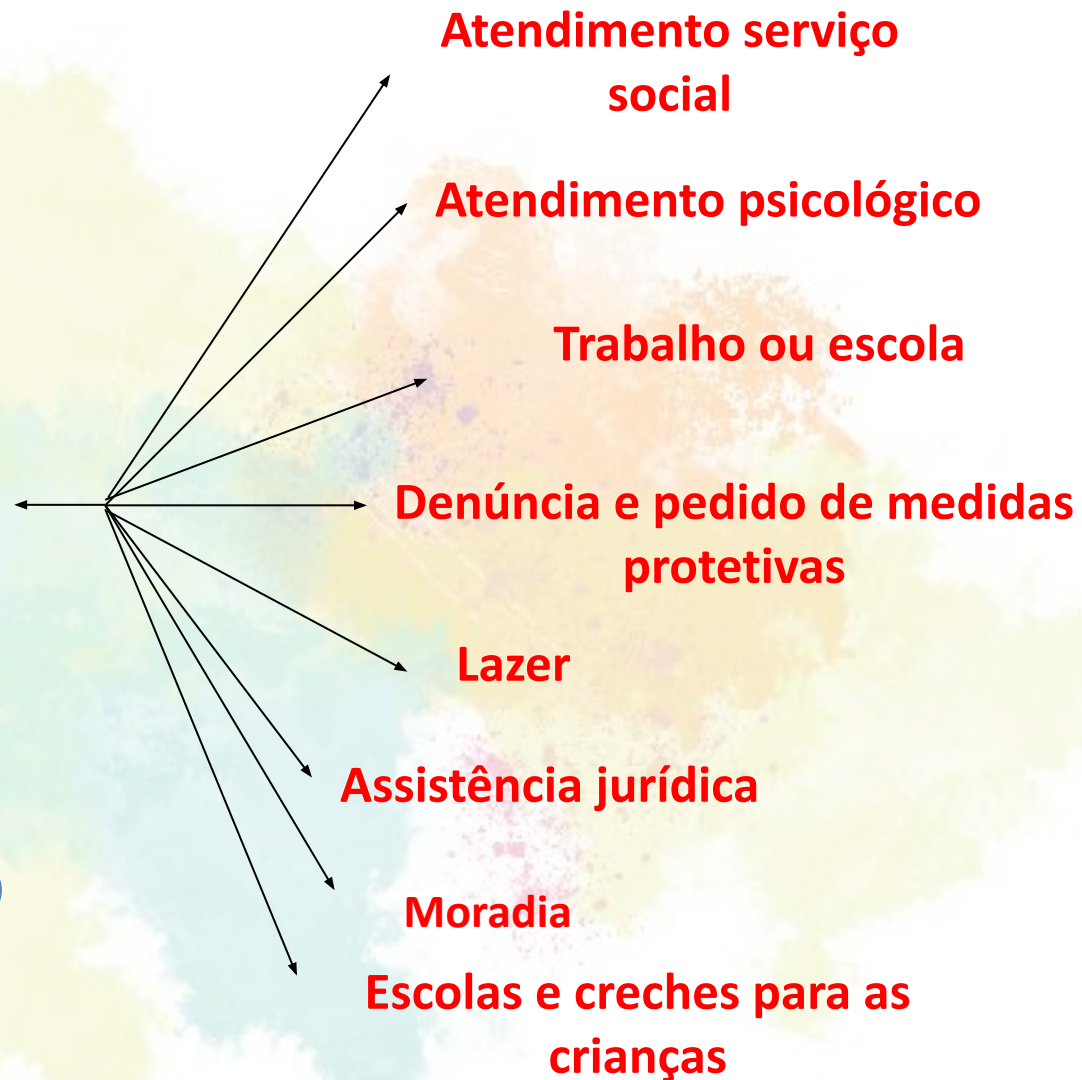 Atendimento serviço
social
Atendimento psicológico
Trabalho ou escola
Denúncia e pedido de medidas
protetivas
Lazer
Assistência jurídica
Moradia
Escolas e creches para as
crianças